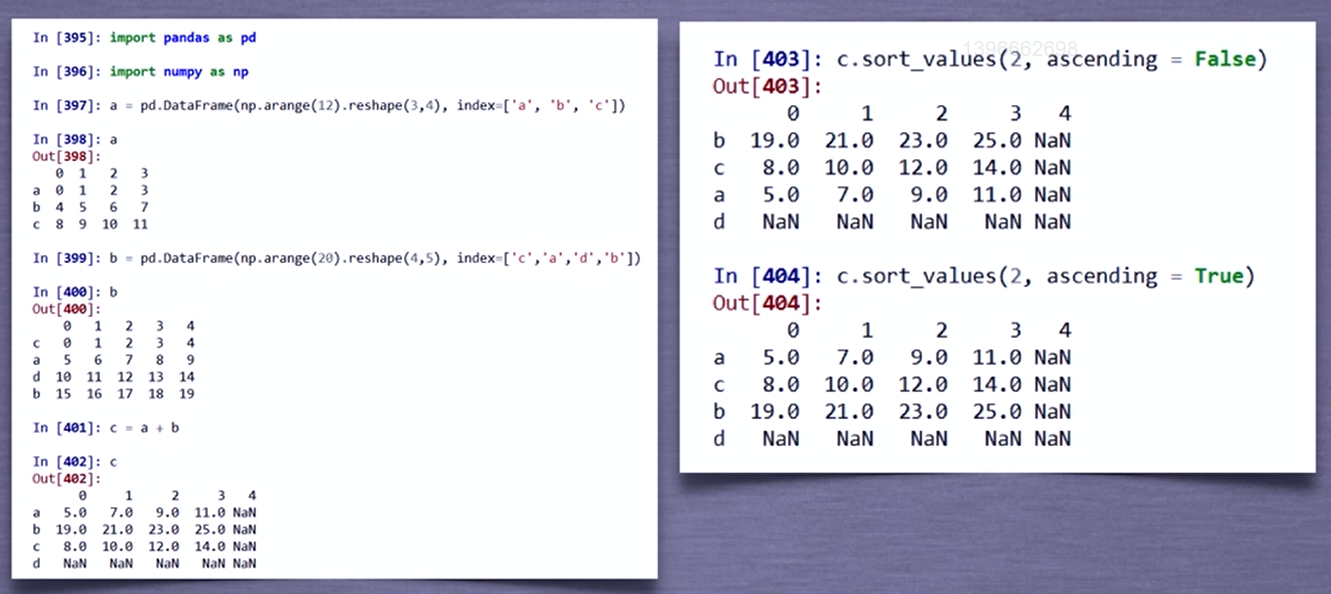 In [395]: import pandas as pd
In [396]: import numpy as np
In [397]: a = pd.DataFrame(np.arange(12).reshape(3,4), index=['a', 'b', 'c'])
In [398]: a
Out[398]:
0 1 2 3
a 0 1 2 3
b 4 5 6 7
c 8 9 10 11
In [399]: b = pd.DataFrame(np.arange(20).reshape(4,5), index=['c','a','d','b'])
In [400]: b
Out[400]:
0 1 2 3 4
c 0 1 2 3 4
a 5 6 7 8 9
d 10 11 12 13 14
b 15 16 17 18 19
In [401]: c = a + b
In [402]: c
Out[402]:
0 1 2 3 4
a 5.0 7.0 9.0 11.0 NaN
b 19.0 21.0 23.0 25.0 NaN
c 8.0 10.0 12.0 14.0 NaN
d NaN NaN NaN NaN NaN
1396662698
In [403]: c.sort_values(2, ascending = False)
Out[403]:
0 1 2 3 4
b 19.0 21.0 23.0 25.0 NaN
c 8.0 10.0 12.0 14.0 NaN
a 5.0 7.0 9.0 11.0 NaN
d NaN NaN NaN NaN NaN
In [404]: c.sort_values(2, ascending = True)
Out[404]:
0 1 2 3 4
a 5.0 7.0 9.0 11.0 NaN
c 8.0 10.0 12.0 14.0 NaN
b 19.0 21.0 23.0 25.0 NaN
d NaN NaN NaN NaN NaN